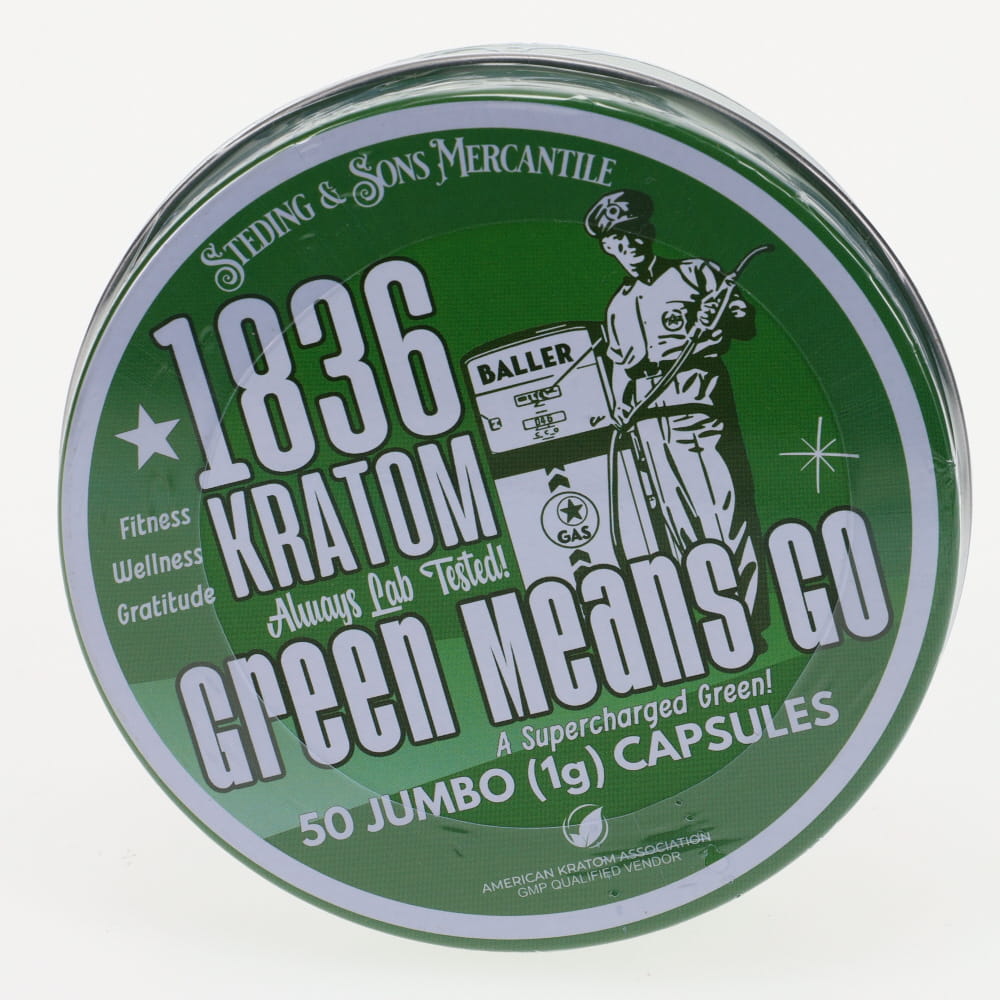 STEDING & SONS MERCANTILE
1836
KRATOM
Always Lab Tested!
Fitness
Wellness
Gratitude
BALLER
GAS
Green Means Go
A Supercharged Green!
50 JUMBO (1g) CAPSULES
AMERICAN KRATOM ASSOCIATION
GMP QUALIFIED VENDOR